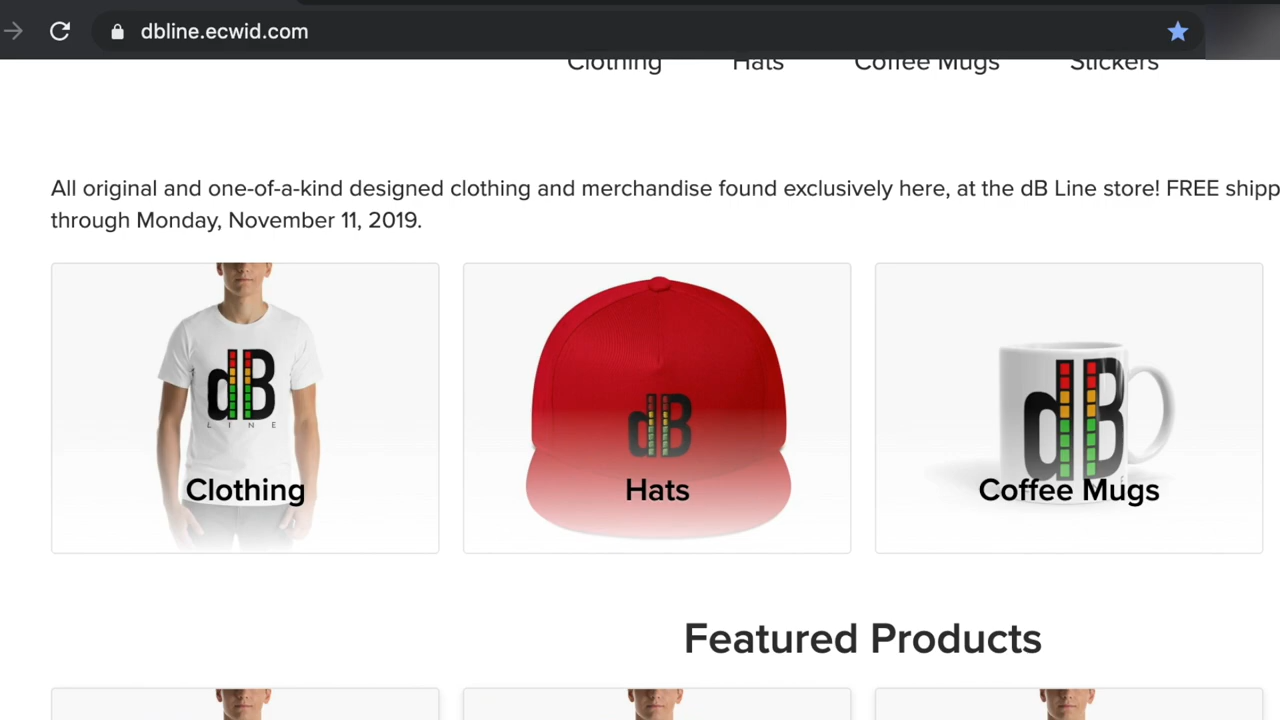 dbline.ecwid.com
Clothing Hats Coffee Mugs Stickers
All original and one-of-a-kind designed clothing and merchandise found exclusively here, at the dB Line store! FREE shipp
through Monday, November 11, 2019.
dB
LINE
dB
dB
Clothing
Hats
Coffee Mugs
Featured Products